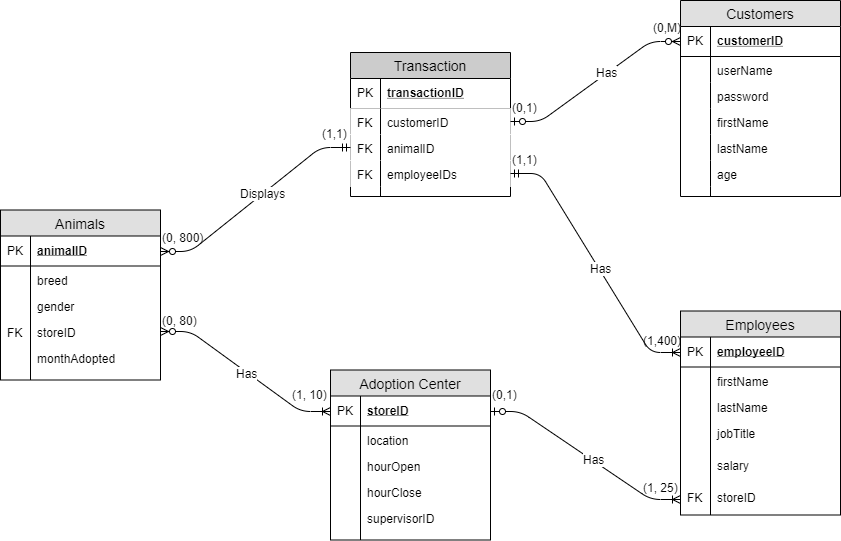 Customers
(0,M)
PK customerID
userName
password
firstName
lastName
age
Has
Transaction
PK transactionID
FK customerID
FK animalID
FK employeeIDs
(0,1)
(1,1)
(1,1)
Displays
Has
Animals
PK animalID
breed
gender
FK storeID
monthAdopted
(0, 800)
(0, 80)
Has
(1, 10)
Adoption Center
PK storeID
location
hourOpen
hourClose
supervisorID
(0,1)
Has
(1,400)
(1, 25)
Employees
PK employeeID
firstName
lastName
jobTitle
salary
FK storeID